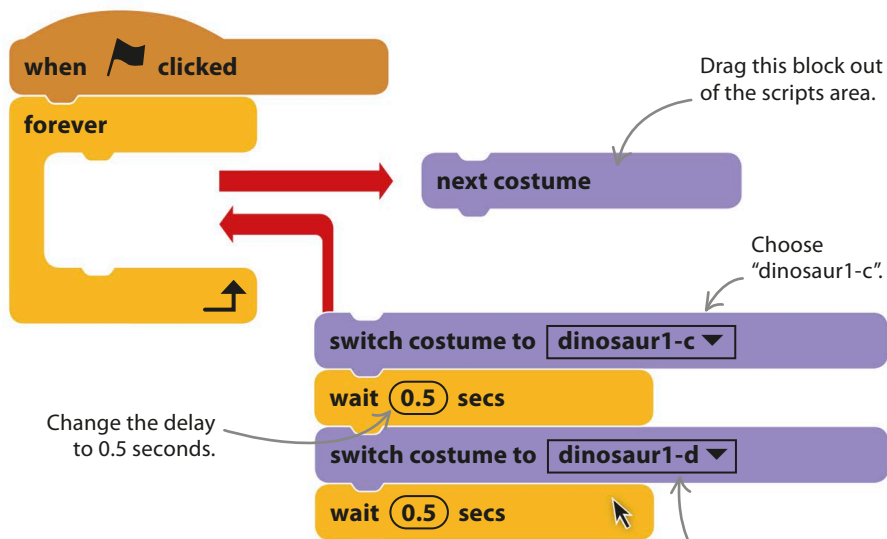 when clicked
Drag this block out
of the scripts area.
forever
next costume
Choose
“dinosaur1-c”.
switch costume to dinosaur1-c
wait 0.5 secs
Change the delay
to 0.5 seconds.
switch costume to dinosaur1-d
wait 0.5 secs